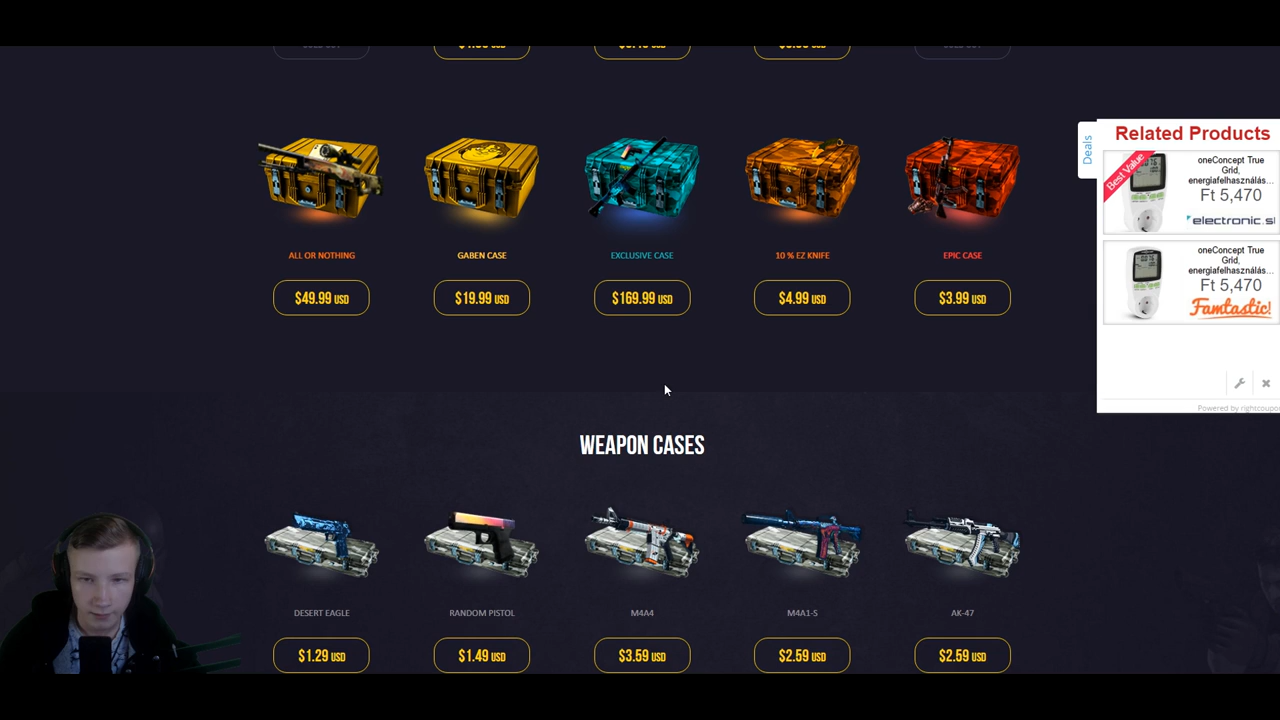 ALL OR NOTHING
GABEN CASE
EXCLUSIVE CASE
10 % EZ KNIFE
EPIC CASE
$49.99 USD
$19.99 USD
$169.99 USD
$4.99 USD
$3.99 USD
WEAPON CASES
DESERT EAGLE
RANDOM PISTOL
M4A4
M4A1-S
AK-47
$1.29 USD
$1.49 USD
$3.59 USD
$2.59 USD
$2.59 USD
Deals
Related Products
Best Value
oneConcept True
Grid,
energiafelhasználás...
Ft 5,470
electronic.si
oneConcept True
Grid,
energiafelhasználás...
Ft 5,470
Famtastic!
Powered by rightcoupo